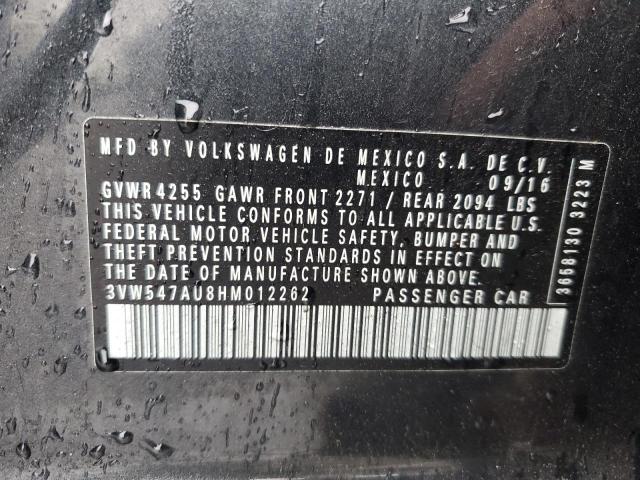 MFD BY VOLKSWAGEN DE MEXICO S.A. DE C.V.
MEXICO 09/16
GVWR 4255 GAWR FRONT 2271 / REAR 2094 LBS
THIS VEHICLE CONFORMS TO ALL APPLICABLE U.S.
FEDERAL MOTOR VEHICLE SAFETY, BUMPER AND
THEFT PREVENTION STANDARDS IN EFFECT ON
THE DATE OF MANUFACTURE SHOWN ABOVE.
3VW547AU8HM012262 PASSENGER CAR
3658130 3223 M